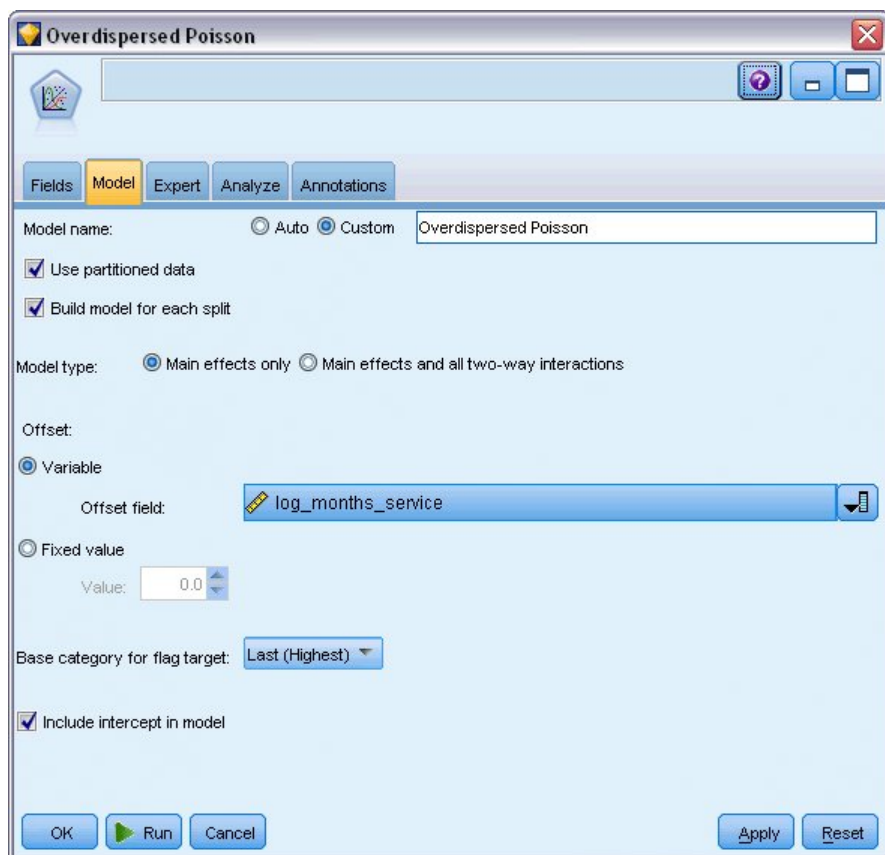 Overdispersed Poisson
?
Fields Model Expert Analyze Annotations
Model name: Auto Custom Overdispersed Poisson
Use partitioned data
Build model for each split
Model type: Main effects only Main effects and all two-way interactions
Offset:
Variable
Offset field: log_months_service
Fixed value
Value: 0.0
Base category for flag target: Last (Highest)
Include intercept in model
OK Run Cancel Apply Reset